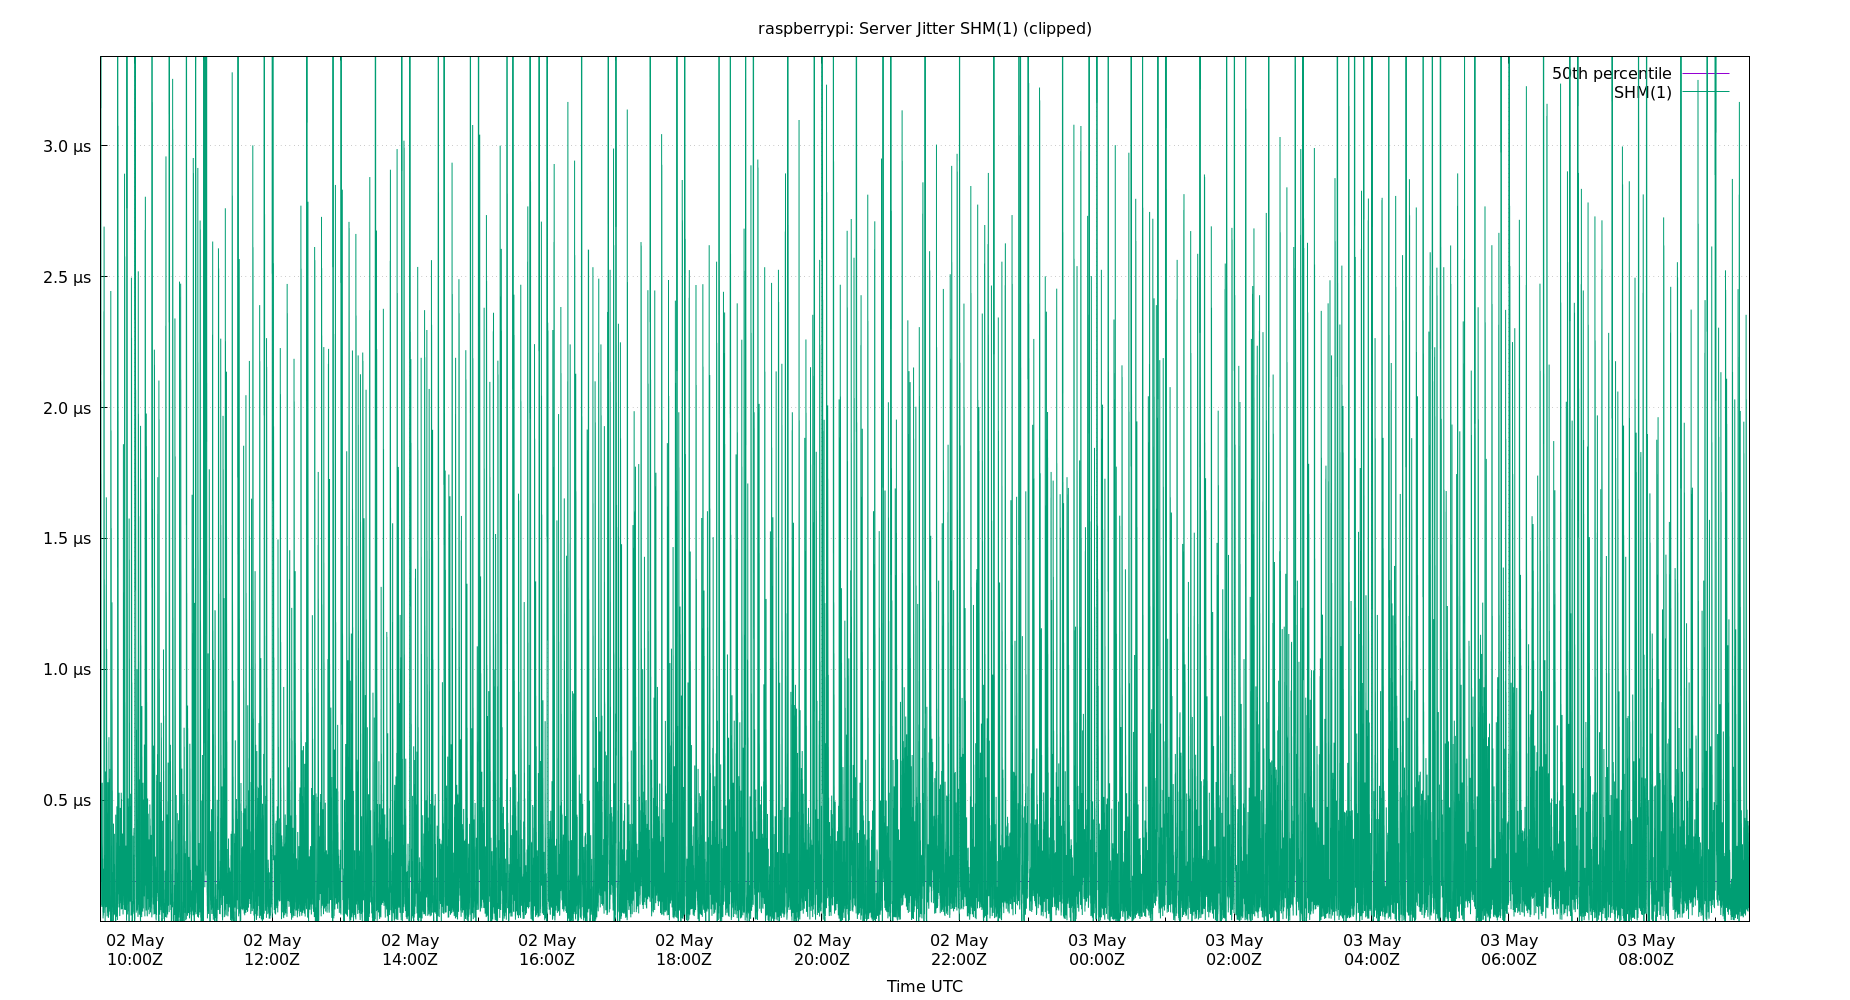 raspberrypi: Server Jitter SHM(1) (clipped)
50th percentile
SHM(1)
3.0 µs
2.5 µs
2.0 µs
1.5 µs
1.0 µs
0.5 µs
02 May 02 May 02 May 02 May 02 May 02 May 02 May 03 May 03 May 03 May 03 May 03 May
10:00Z 12:00Z 14:00Z 16:00Z 18:00Z 20:00Z 22:00Z 00:00Z 02:00Z 04:00Z 06:00Z 08:00Z
Time UTC